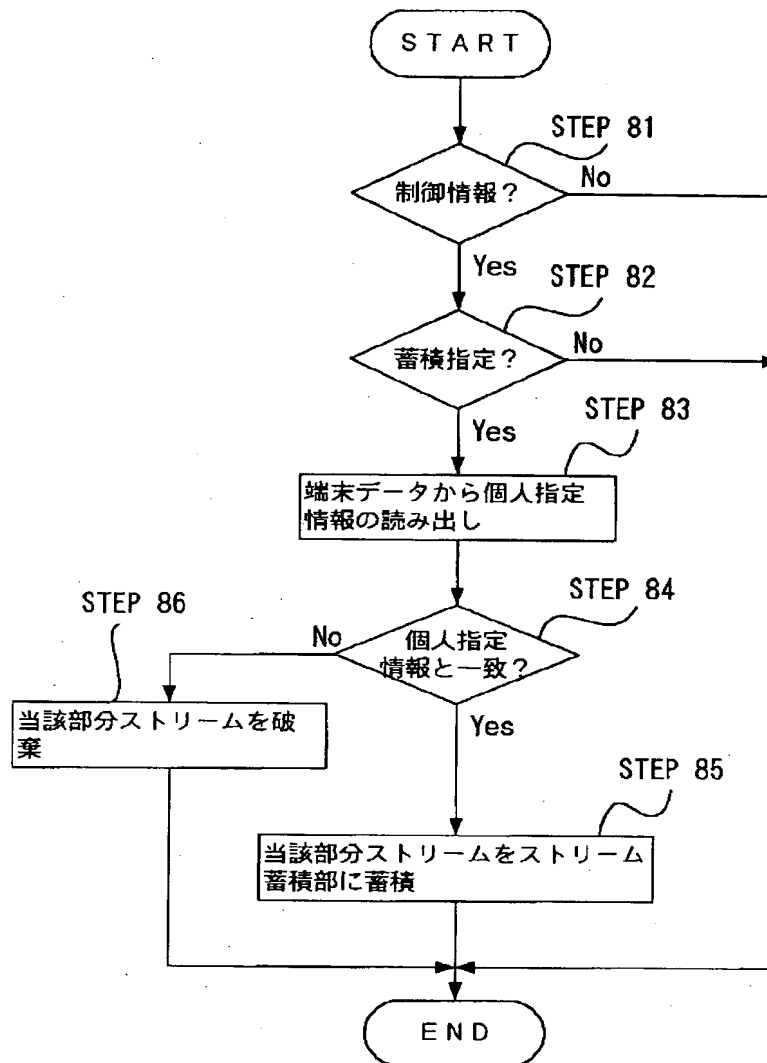 START
STEP 81
制御情報?
No
Yes
STEP 82
蓄積指定?
No
Yes
STEP 83
端末データから個人指定
情報の読み出し
STEP 84
STEP 86
個人指定
情報と一致?
No
Yes
当該部分ストリームを破
棄
STEP 85
当該部分ストリームをストリーム
蓄積部に蓄積
END